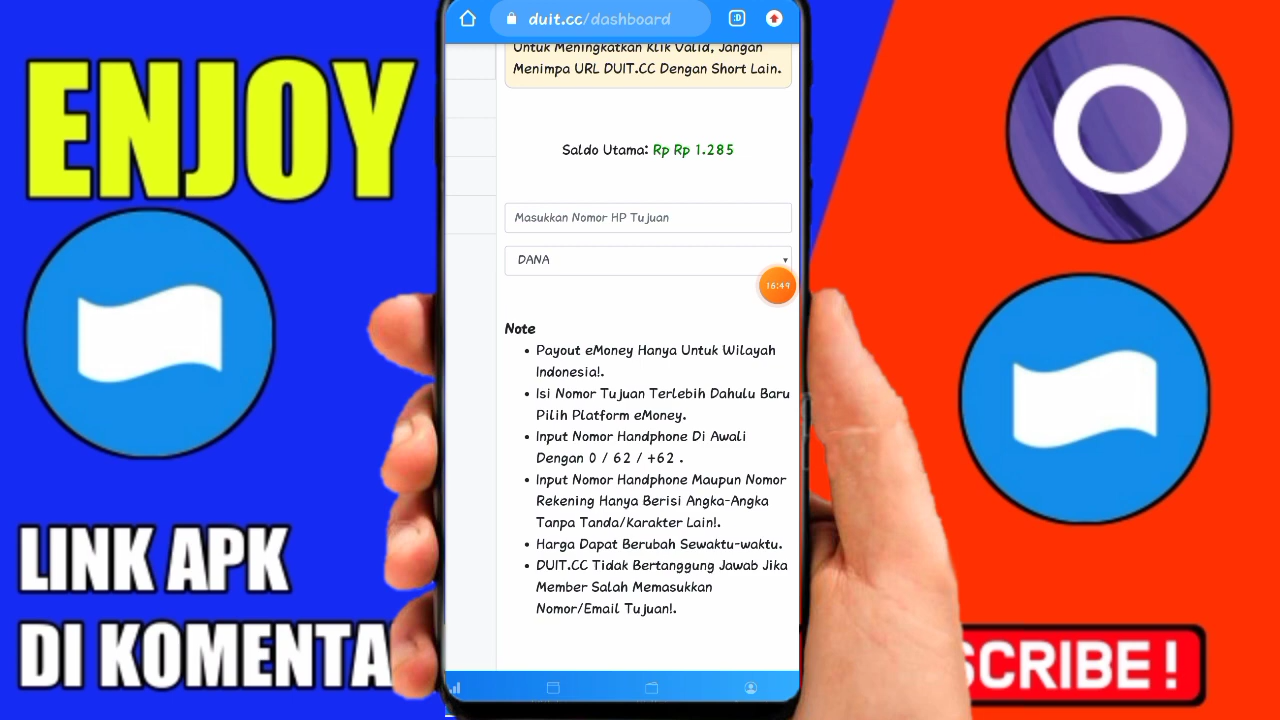 ENJOY
LINK APK
DI KOMENTA
duit.cc/dashboard
:D
Untuk Meningkatkan Klik Valid, Jangan
Menimpa URL DUIT.CC Dengan Short Lain.
Saldo Utama: Rp Rp 1.285
Masukkan Nomor HP Tujuan
DANA
16:49
Note
• Payout eMoney Hanya Untuk Wilayah
Indonesia!.
• Isi Nomor Tujuan Terlebih Dahulu Baru
Pilih Platform eMoney.
• Input Nomor Handphone Di Awali
Dengan 0 / 62 / +62 .
• Input Nomor Handphone Maupun Nomor
Rekening Hanya Berisi Angka-Angka
Tanpa Tanda/Karakter Lain!.
• Harga Dapat Berubah Sewaktu-waktu.
• DUIT.CC Tidak Bertanggung Jawab Jika
Member Salah Memasukkan
Nomor/Email Tujuan!.
SCRIBE !